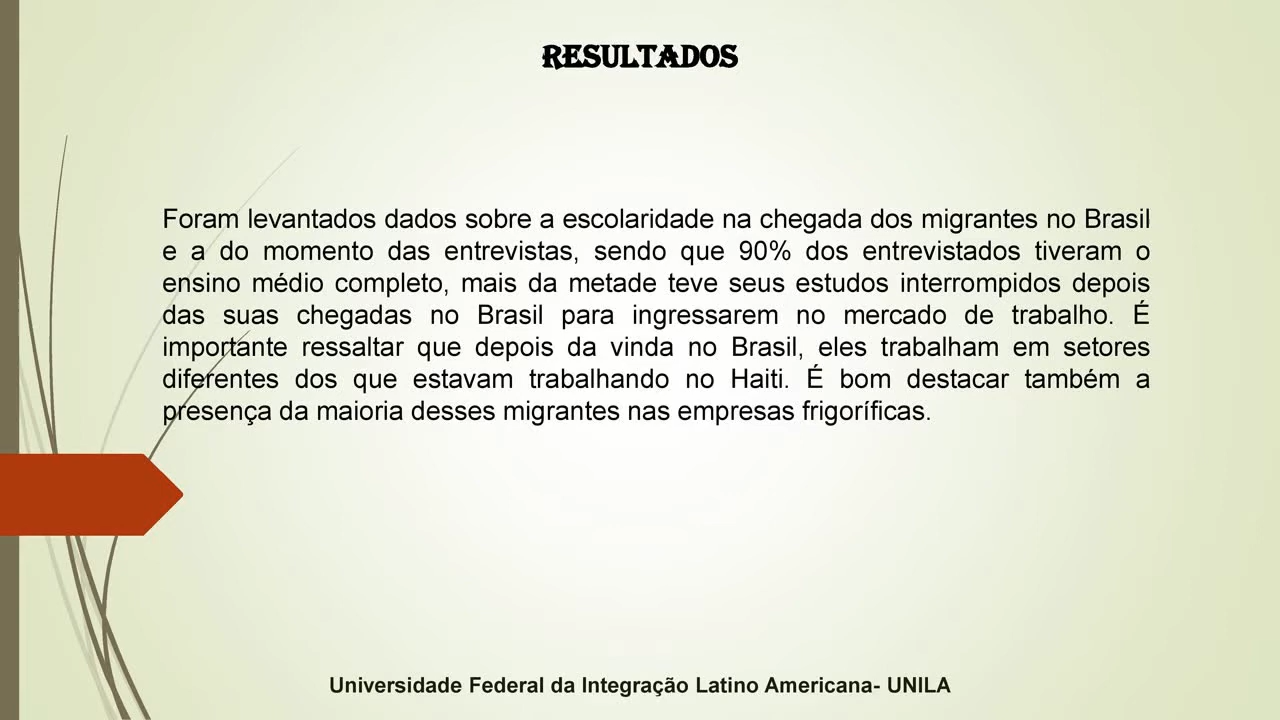 RESULTADOS
Foram levantados dados sobre a escolaridade na chegada dos migrantes no Brasil
e a do momento das entrevistas, sendo que 90% dos entrevistados tiveram o
ensino médio completo, mais da metade teve seus estudos interrompidos depois
das suas chegadas no Brasil para ingressarem no mercado de trabalho. É
importante ressaltar que depois da vinda no Brasil, eles trabalham em setores
diferentes dos que estavam trabalhando no Haiti. É bom destacar também a
presença da maioria desses migrantes nas empresas frigoríficas.
Universidade Federal da Integração Latino Americana- UNILA